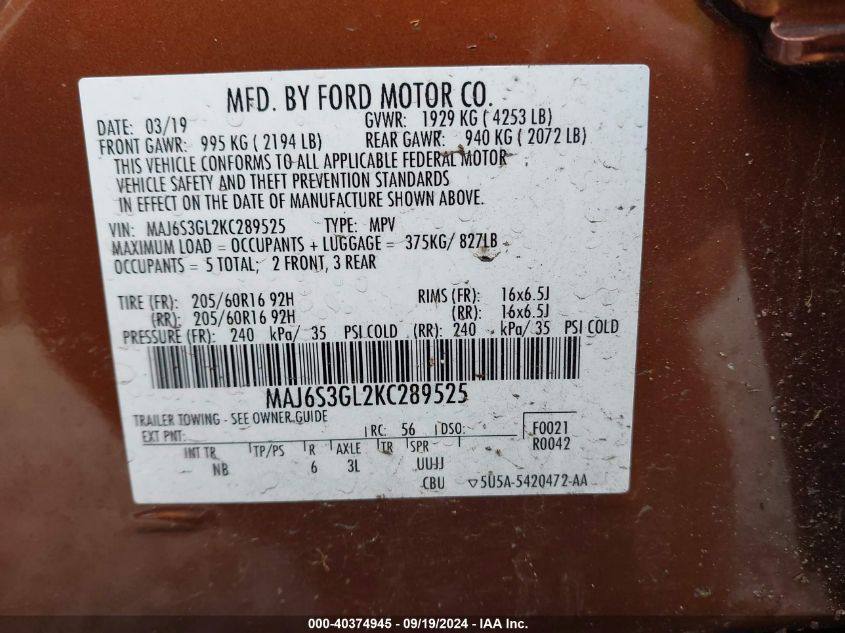 MFD. BY FORD MOTOR CO.
DATE: 03/19 GVWR: 1929 KG ( 4253 LB)
FRONT GAWR: 995 KG ( 2194 LB) REAR GAWR: 940 KG ( 2072 LB)
THIS VEHICLE CONFORMS TO ALL APPLICABLE FEDERAL MOTOR
VEHICLE SAFETY AND THEFT PREVENTION STANDARDS
IN EFFECT ON THE DATE OF MANUFACTURE SHOWN ABOVE.
VIN: MAJ6S3GL2KC289525 TYPE: MPV
MAXIMUM LOAD = OCCUPANTS + LUGGAGE = 375KG/ 827LB
OCCUPANTS = 5 TOTAL; 2 FRONT, 3 REAR
TIRE (FR): 205/60R16 92H RIMS (FR): 16x6.5J
(RR): 205/60R16 92H (RR): 16x6.5J
PRESSURE (FR): 240 kPa/ 35 PSI COLD (RR): 240 kPa/ 35 PSI COLD
MAJ6S3GL2KC289525
TRAILER TOWING - SEE OWNER GUIDE
EXT PNT: RC: 56 DSO: F0021
R0042
INT TR TP/PS R AXLE TR SPR
NB 6 3L UUJJ
CBU ▽5U5A-5420472-AA
000-40374945 - 09/19/2024 - IAA Inc.